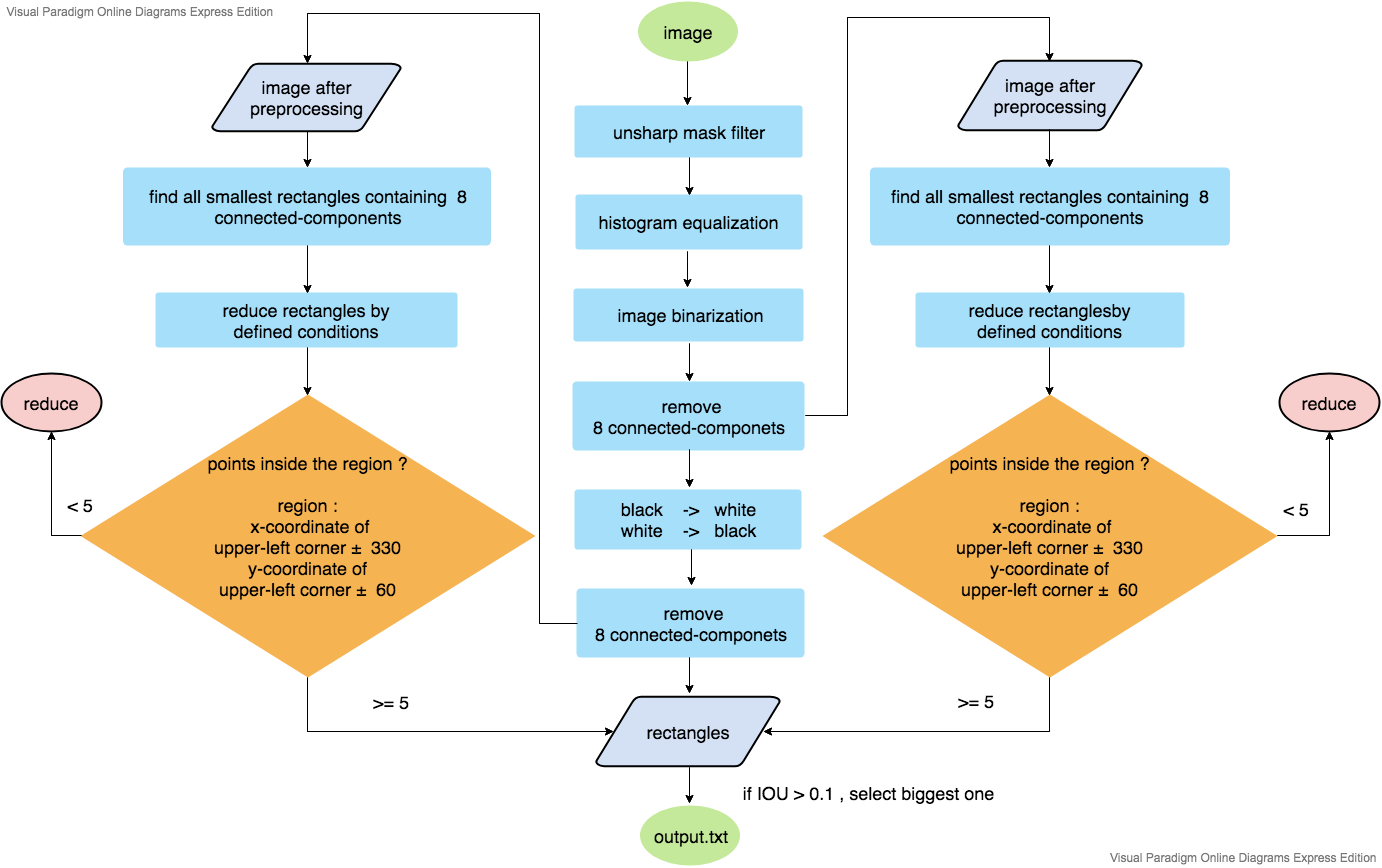 Visual Paradigm Online Diagrams Express Edition
image after
preprocessing
find all smallest rectangles containing 8
connected-components
reduce rectangles by
defined conditions
reduce
< 5
points inside the region ?
region :
x-coordinate of
upper-left corner ± 330
y-coordinate of
upper-left corner ± 60
>= 5
image
unsharp mask filter
histogram equalization
image binarization
remove
8 connected-componets
black -> white
white -> black
remove
8 connected-componets
rectangles
if IOU > 0.1 , select biggest one
output.txt
image after
preprocessing
find all smallest rectangles containing 8
connected-components
reduce rectanglesby
defined conditions
reduce
< 5
points inside the region ?
region :
x-coordinate of
upper-left corner ± 330
y-coordinate of
upper-left corner ± 60
>= 5
Visual Paradigm Online Diagrams Express Edition